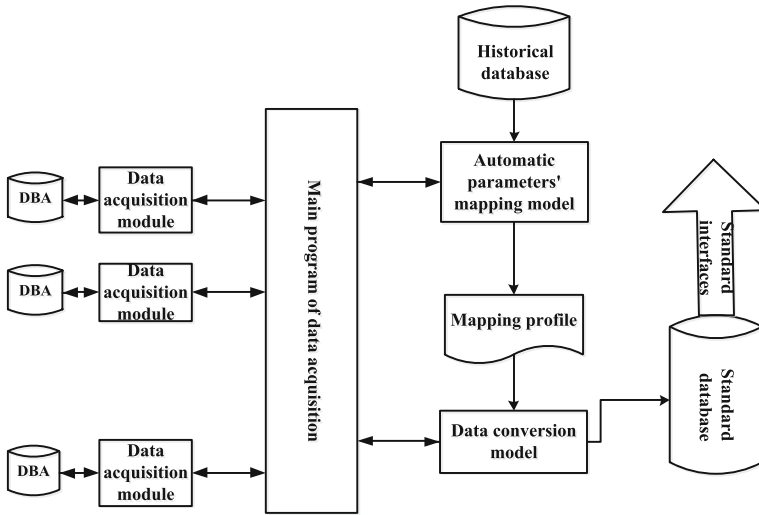 Historical
database
Automatic
parameters'
mapping model
Mapping profile
Data conversion
model
Main program of data acquisition
DBA
Data
acquisition
module
DBA
Data
acquisition
module
DBA
Data
acquisition
module
Standard
interfaces
Standard
database